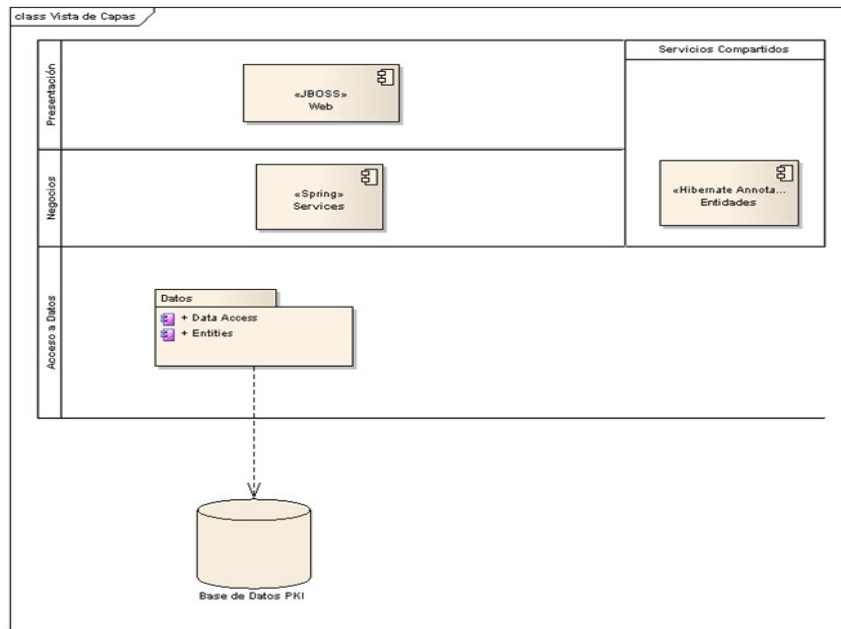 class Vista de Capas
Servicios Compartidos
Presentación
«JBOSS»
Web
Negocios
«Spring»
Services
«Hibernate Annota...
Entidades
Acceso a Datos
Datos
+ Data Access
+ Entities
Base de Datos PKI